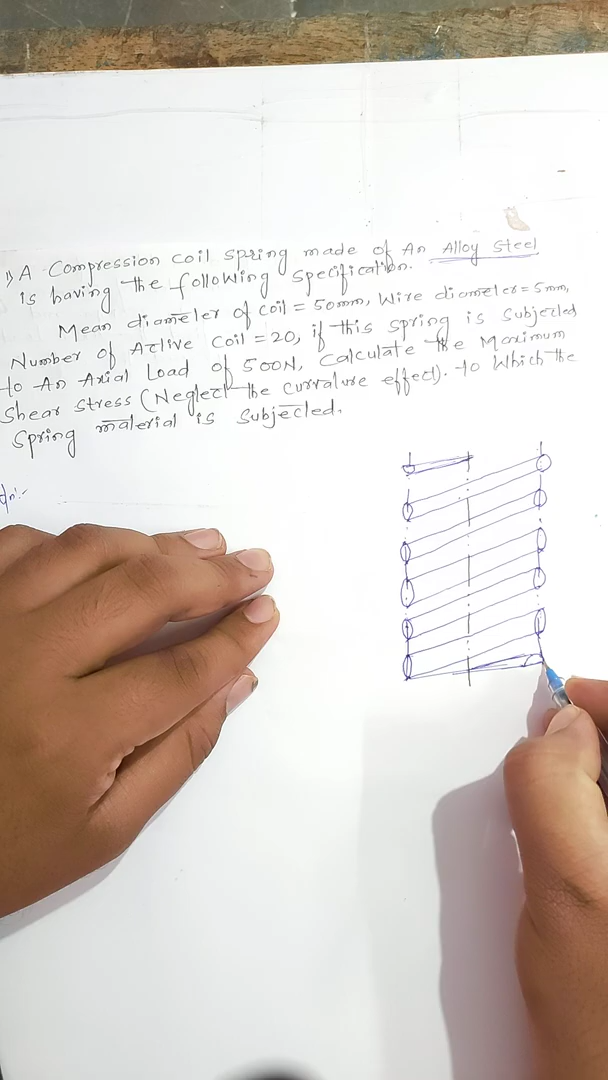 1) A Compression coil spring made of An Alloy Steel
is having the following specification.
Mean diameter of coil = 50mm, Wire diameter = 5mm,
Number of Active coil = 20, if this spring is Subjected
to An Axial Load of 500N, Calculate the Maximum
Shear Stress (Neglect the curvature effect). to Which the
Spring material is Subjected.